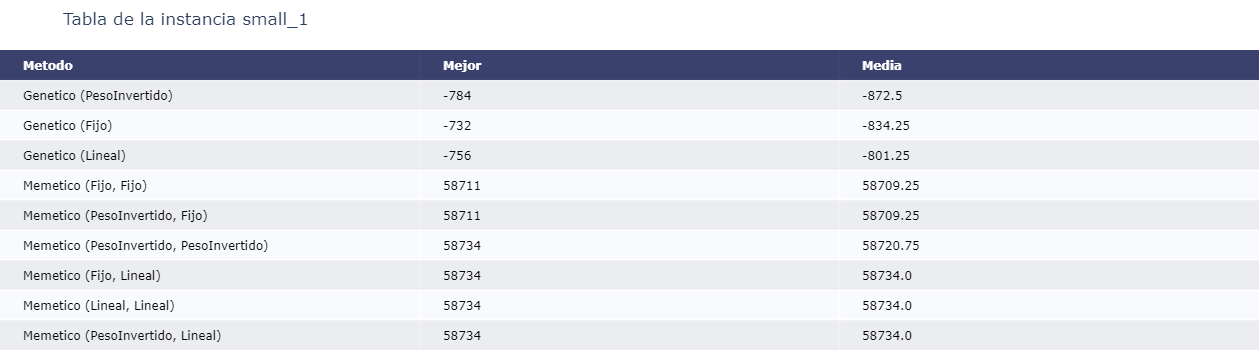 Tabla de la instancia small_1
Metodo Mejor Media
Genetico (PesoInvertido) -784 -872.5
Genetico (Fijo) -732 -834.25
Genetico (Lineal) -756 -801.25
Memetico (Fijo, Fijo) 58711 58709.25
Memetico (PesoInvertido, Fijo) 58711 58709.25
Memetico (PesoInvertido, PesoInvertido) 58734 58720.75
Memetico (Fijo, Lineal) 58734 58734.0
Memetico (Lineal, Lineal) 58734 58734.0
Memetico (PesoInvertido, Lineal) 58734 58734.0